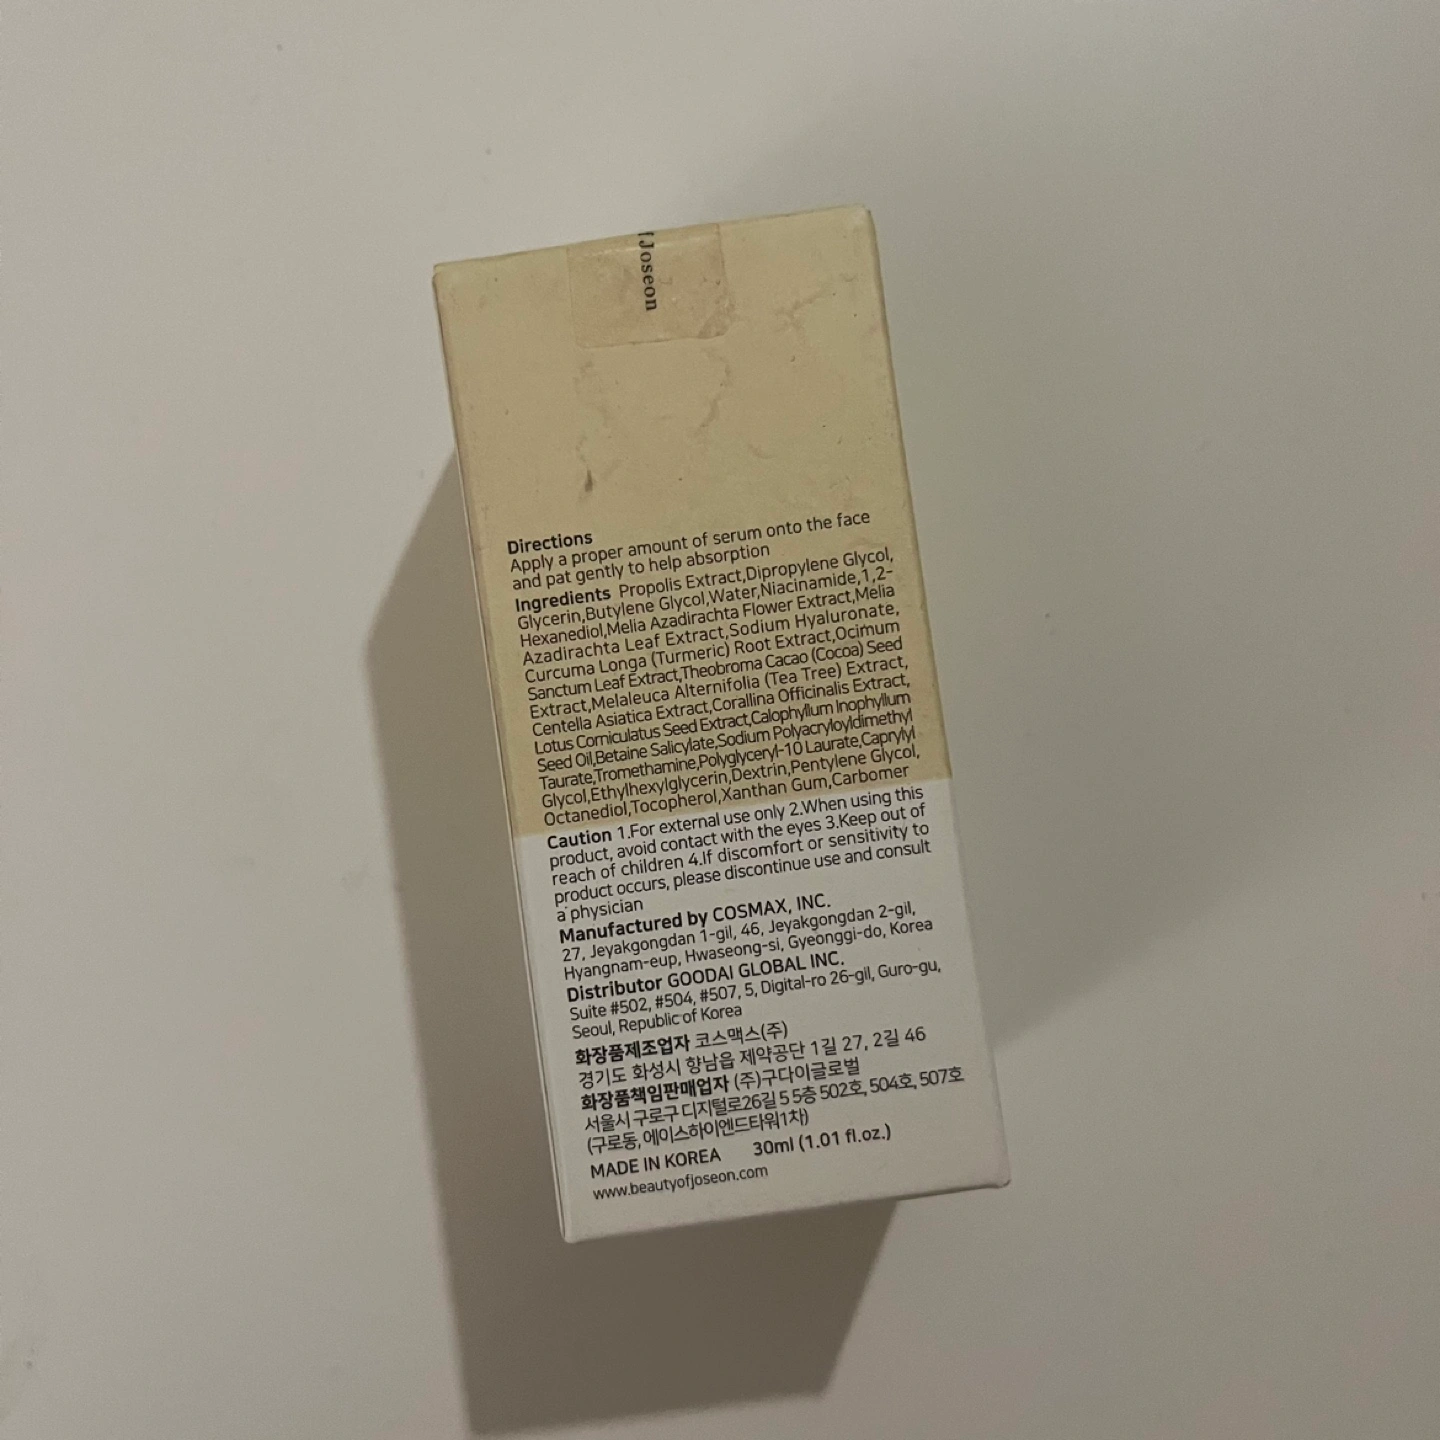 f Joseon
Directions
Apply a proper amount of serum onto the face
and pat gently to help absorption
Ingredients Propolis Extract,Dipropylene Glycol,
Glycerin,Butylene Glycol,Water,Niacinamide,1,2-
Hexanediol,Melia Azadirachta Flower Extract,Melia
Azadirachta Leaf Extract,Sodium Hyaluronate,
Curcuma Longa (Turmeric) Root Extract,Ocimum
Sanctum Leaf Extract,Theobroma Cacao (Cocoa) Seed
Extract,Melaleuca Alternifolia (Tea Tree) Extract,
Centella Asiatica Extract,Corallina Officinalis Extract,
Lotus Corniculatus Seed Extract,Calophyllum Inophyllum
Seed Oil,Betaine Salicylate,Sodium Polyacryloyldimethyl
Taurate,Tromethamine,Polyglyceryl-10 Laurate,Caprylyl
Glycol,Ethylhexylglycerin,Dextrin,Pentylene Glycol,
Octanediol,Tocopherol,Xanthan Gum,Carbomer
Caution 1.For external use only 2.When using this
product, avoid contact with the eyes 3.Keep out of
reach of children 4.If discomfort or sensitivity to
product occurs, please discontinue use and consult
a physician
Manufactured by COSMAX, INC.
27, Jeyakgongdan 1-gil, 46, Jeyakgongdan 2-gil,
Hyangnam-eup, Hwaseong-si, Gyeonggi-do, Korea
Distributor GOODAI GLOBAL INC.
Suite #502, #504, #507, 5, Digital-ro 26-gil, Guro-gu,
Seoul, Republic of Korea
화장품제조업자 코스맥스(주)
경기도 화성시 향남읍 제약공단 1길 27, 2길 46
화장품책임판매업자 (주)구다이글로벌
서울시 구로구 디지털로26길 5 5층 502호, 504호, 507호
(구로동, 에이스하이엔드타워1차)
MADE IN KOREA 30ml (1.01 fl.oz.)
www.beautyofjoseon.com